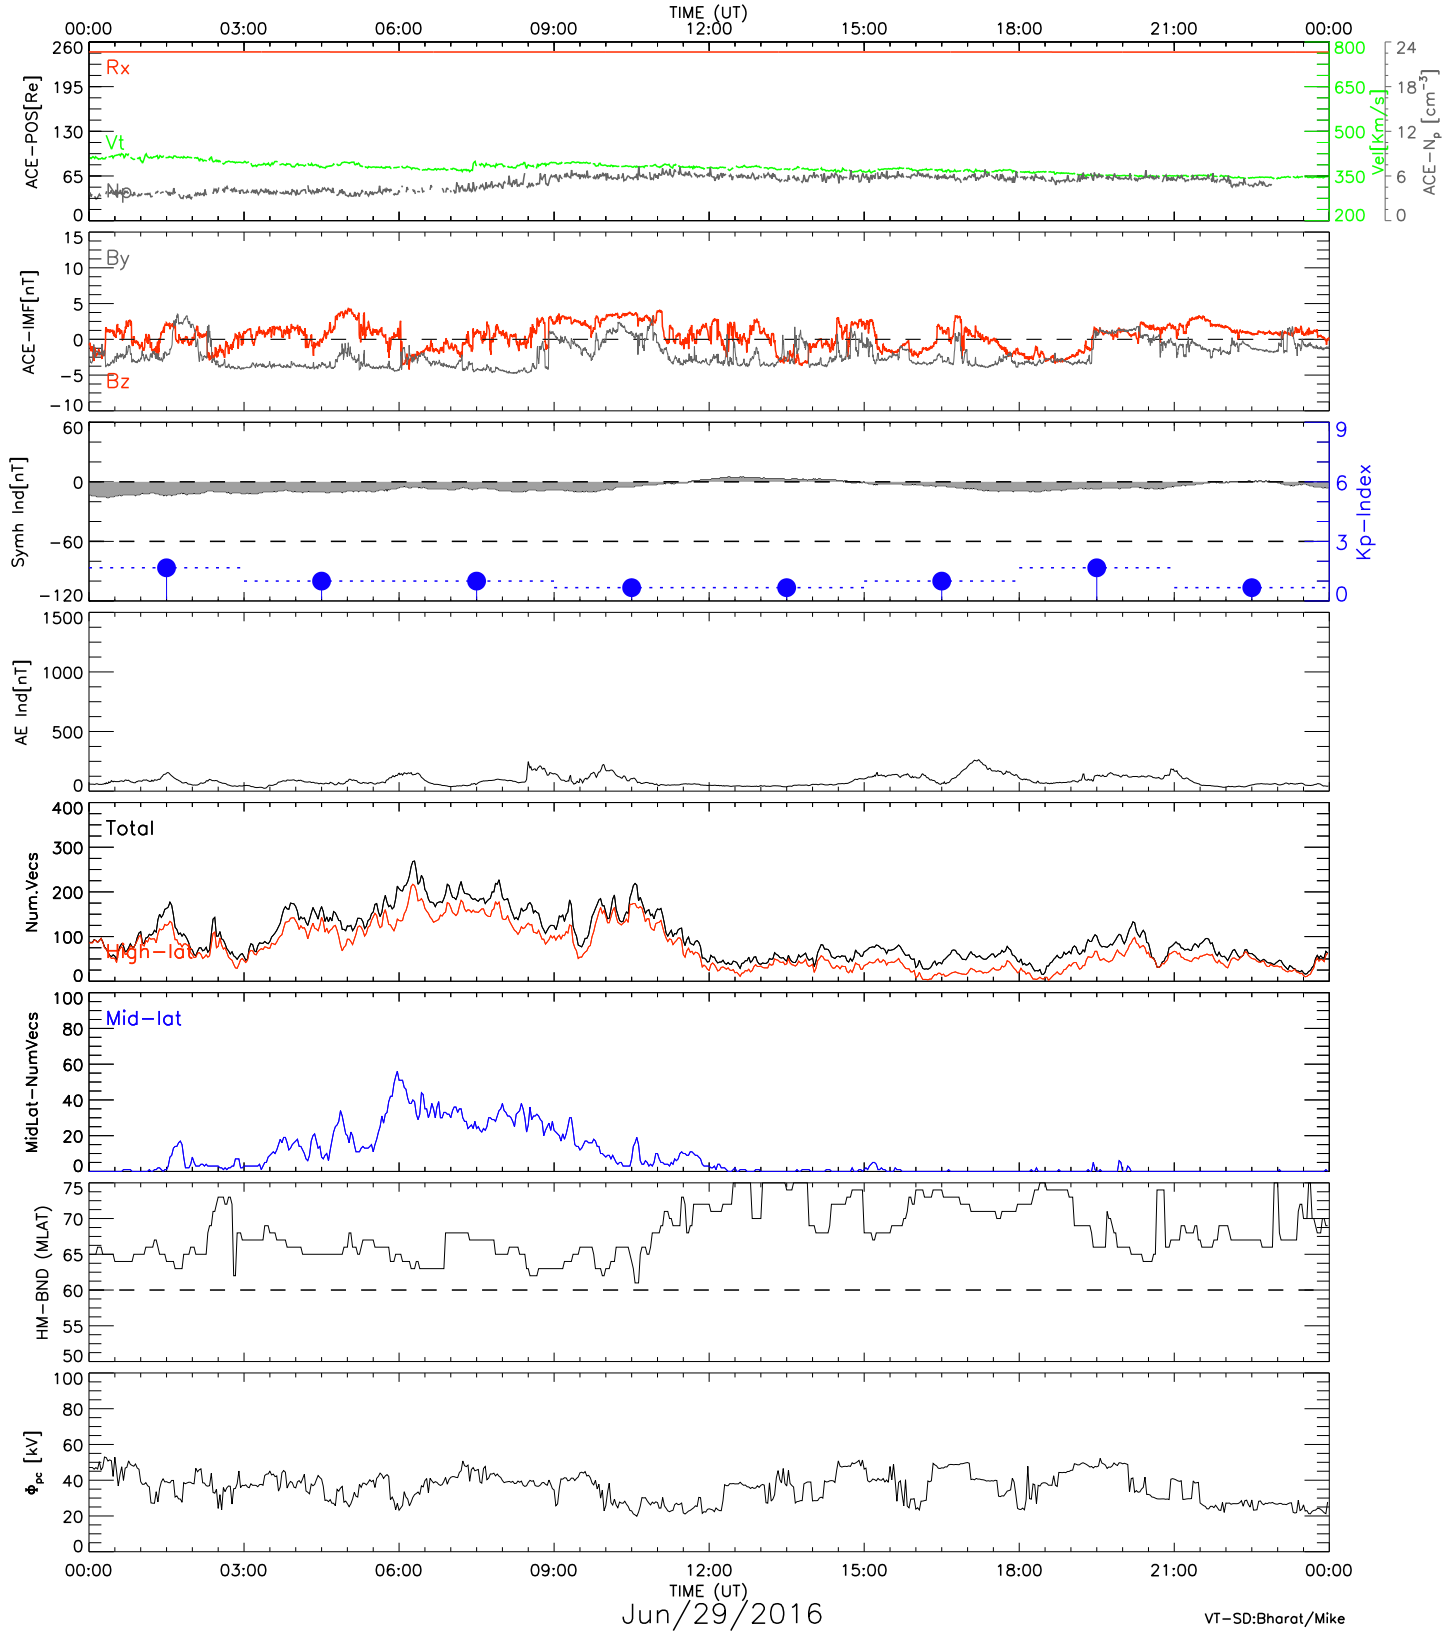 TIME (UT)
00:00 03:00 06:00 09:00 12:00 15:00 18:00 21:00 00:00
260
195
130
65
0
ACE-POS[Re]
Rx
Vt
Np
800
650
500
350
200
Vel[Km/s]
24
18
12
6
0
ACE-Np [cm-3]
15
10
5
0
-5
-10
ACE-IMF[nT]
By
Bz
60
0
-60
-120
Symh Ind[nT]
9
6
3
0
Kp-Index
1500
1000
500
0
AE Ind[nT]
400
300
200
100
0
Num.Vecs
Total
High-lat
100
80
60
40
20
0
MidLat-NumVecs
Mid-lat
75
70
65
60
55
50
HM-BND (MLAT)
100
80
60
40
20
0
Φpc [kV]
00:00 03:00 06:00 09:00 12:00 15:00 18:00 21:00 00:00
TIME (UT)
Jun/29/2016
VT-SD:Bharat/Mike